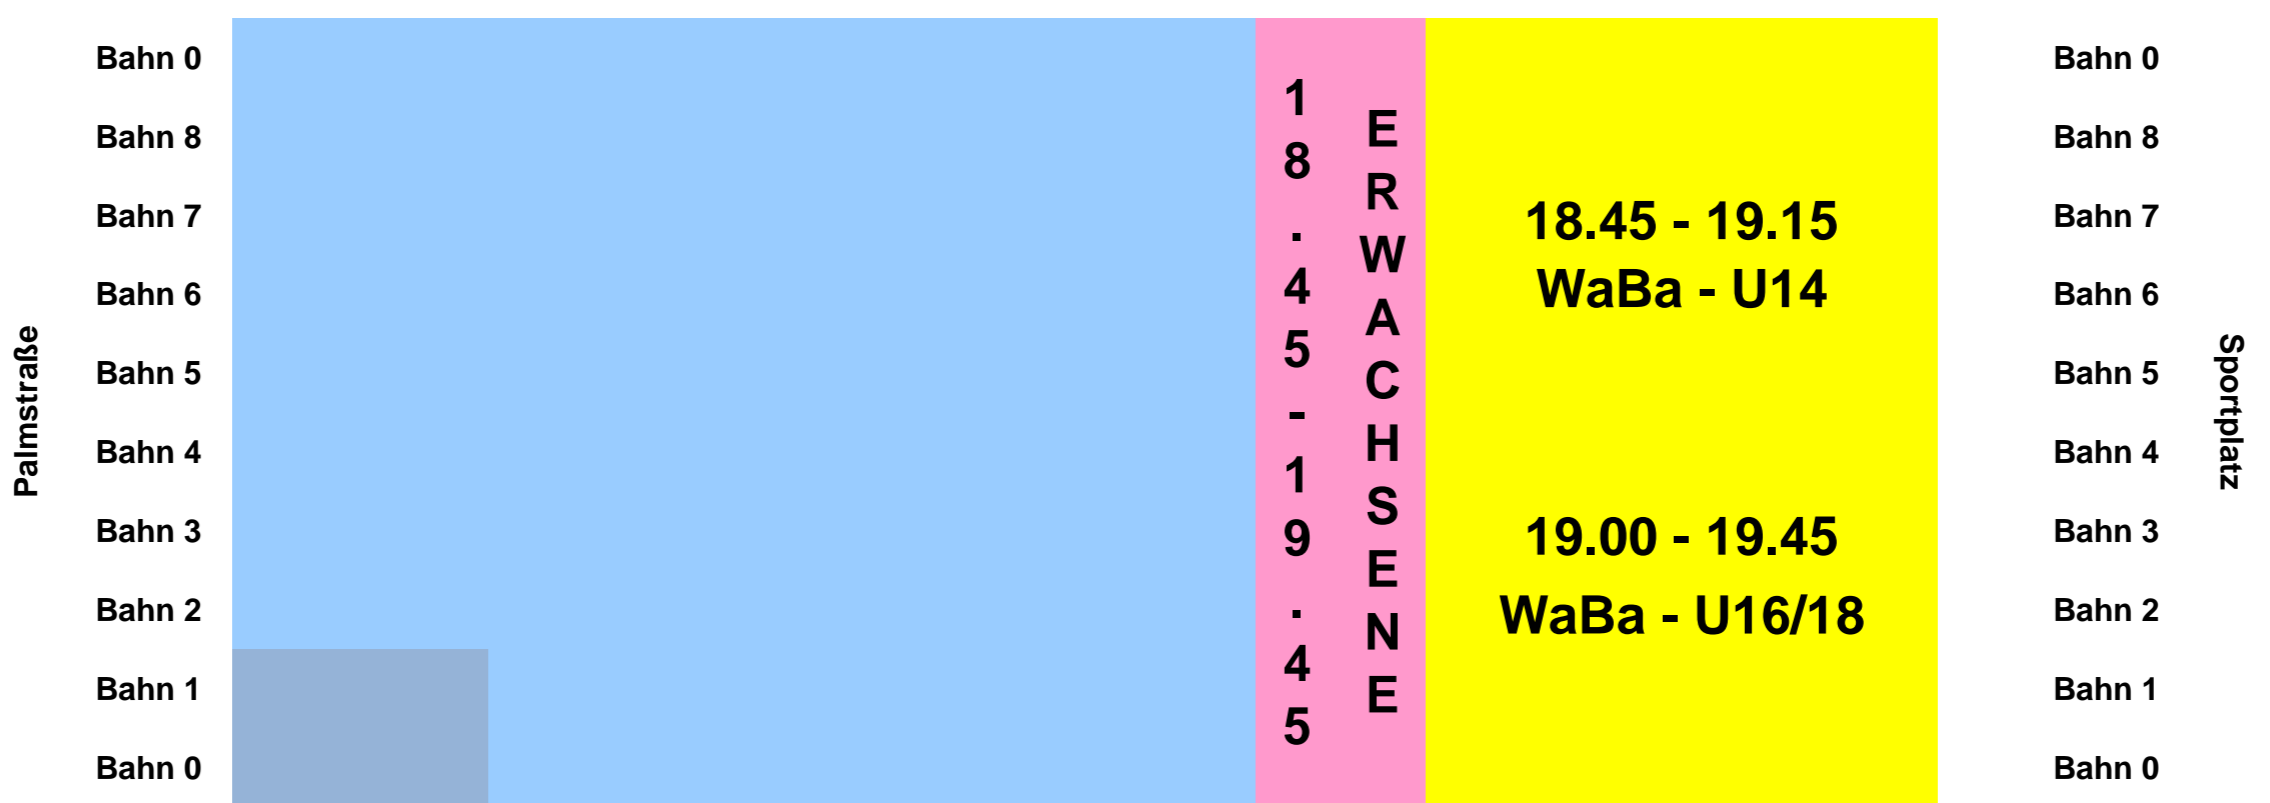 Palmstraße
Bahn 0
Bahn 8
Bahn 7
Bahn 6
Bahn 5
Bahn 4
Bahn 3
Bahn 2
Bahn 1
Bahn 0
18.45-19.45
ERWACHSENE
18.45 - 19.15
WaBa - U14
19.00 - 19.45
WaBa - U16/18
Bahn 0
Bahn 8
Bahn 7
Bahn 6
Bahn 5
Bahn 4
Bahn 3
Bahn 2
Bahn 1
Bahn 0
Sportplatz